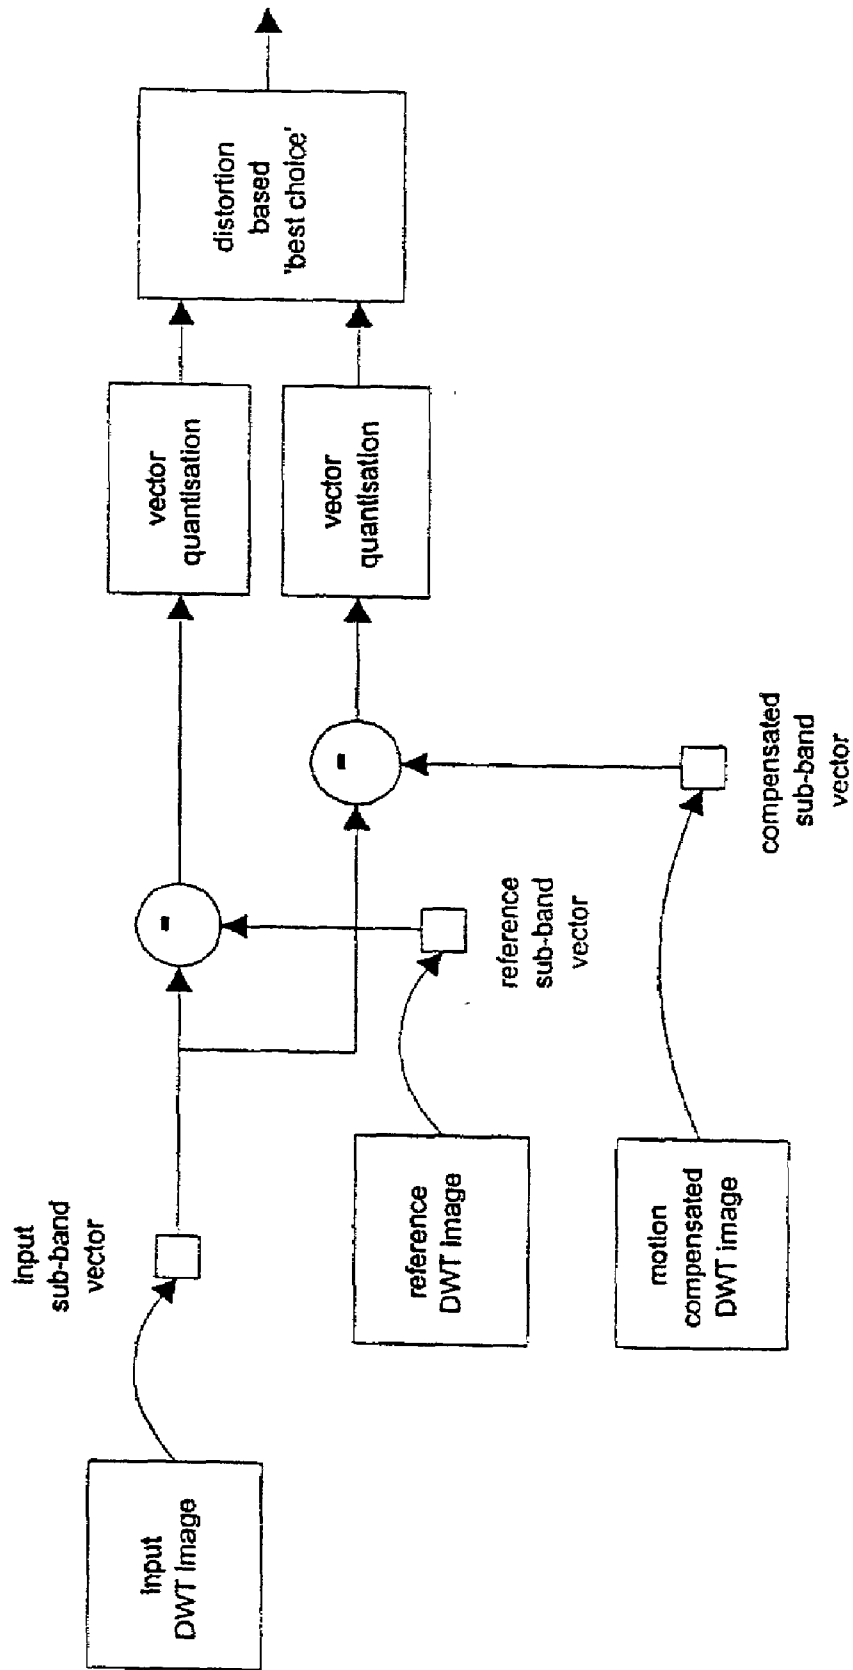 input
DWT image
input
sub-band
vector
reference
DWT image
reference
sub-band
vector
motion
compensated
DWT image
compensated
sub-band
vector
-
-
vector
quantisation
vector
quantisation
distortion
based
'best choice'